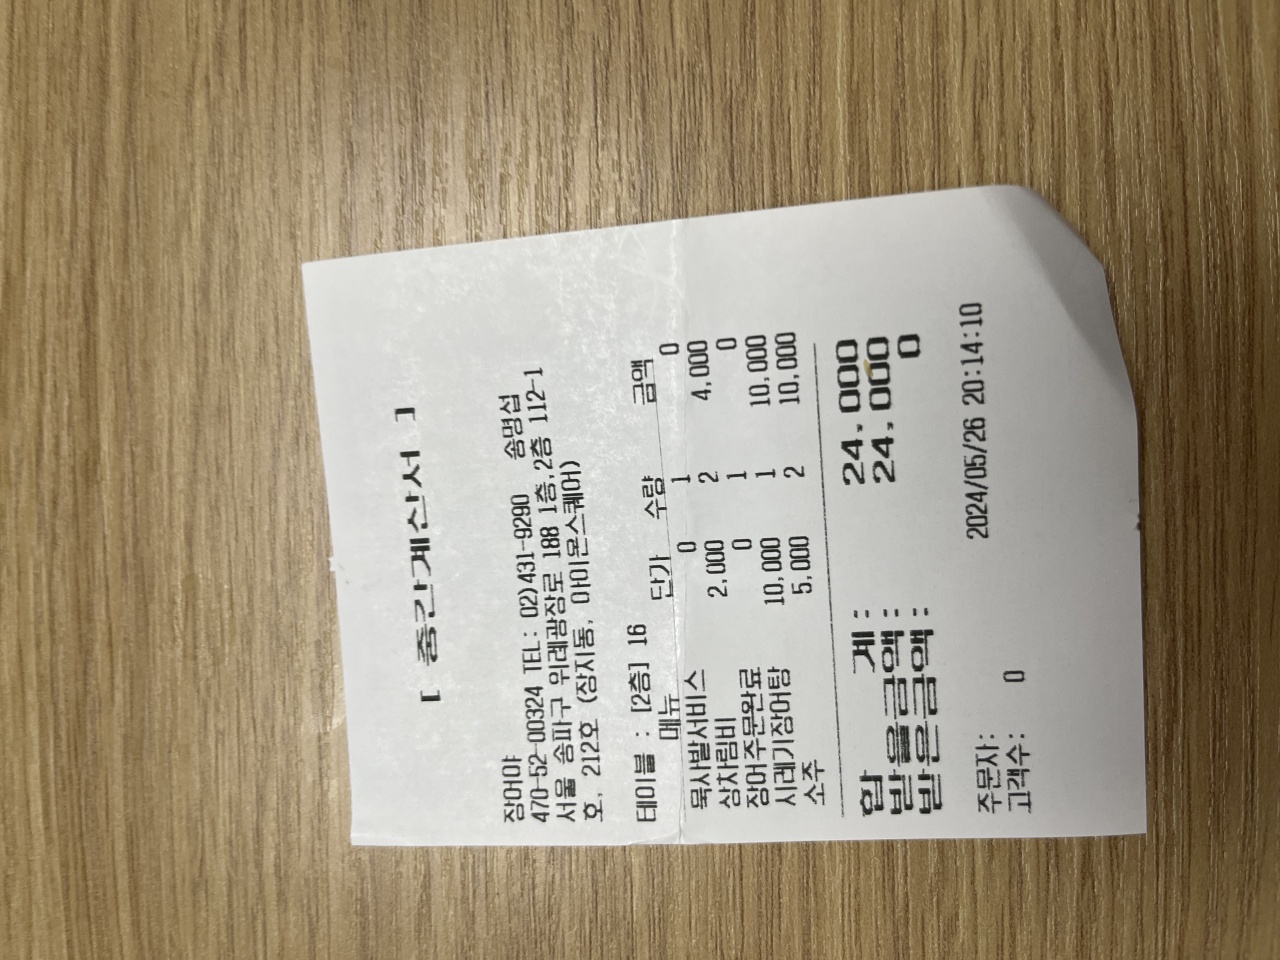 [ 중간계산서 ]
장어야
470-52-00324 TEL : 02)431-9290 송명섭
서울 송파구 위례광장로 188 1층,2층 112-1
호, 212호 (장지동, 아이온스퀘어)
테이블 : [2층] 16
메뉴 단가 수량 금액
묵사발서비스 0 1 0
상차림비 2,000 2 4,000
장어주문완료 0 1 0
시레기장어탕 10,000 1 10,000
소주 5,000 2 10,000
합 계 : 24,000
받을금액 : 24,000
받은금액 : 0
주문자: 2024/05/26 20:14:10
고객수: 0